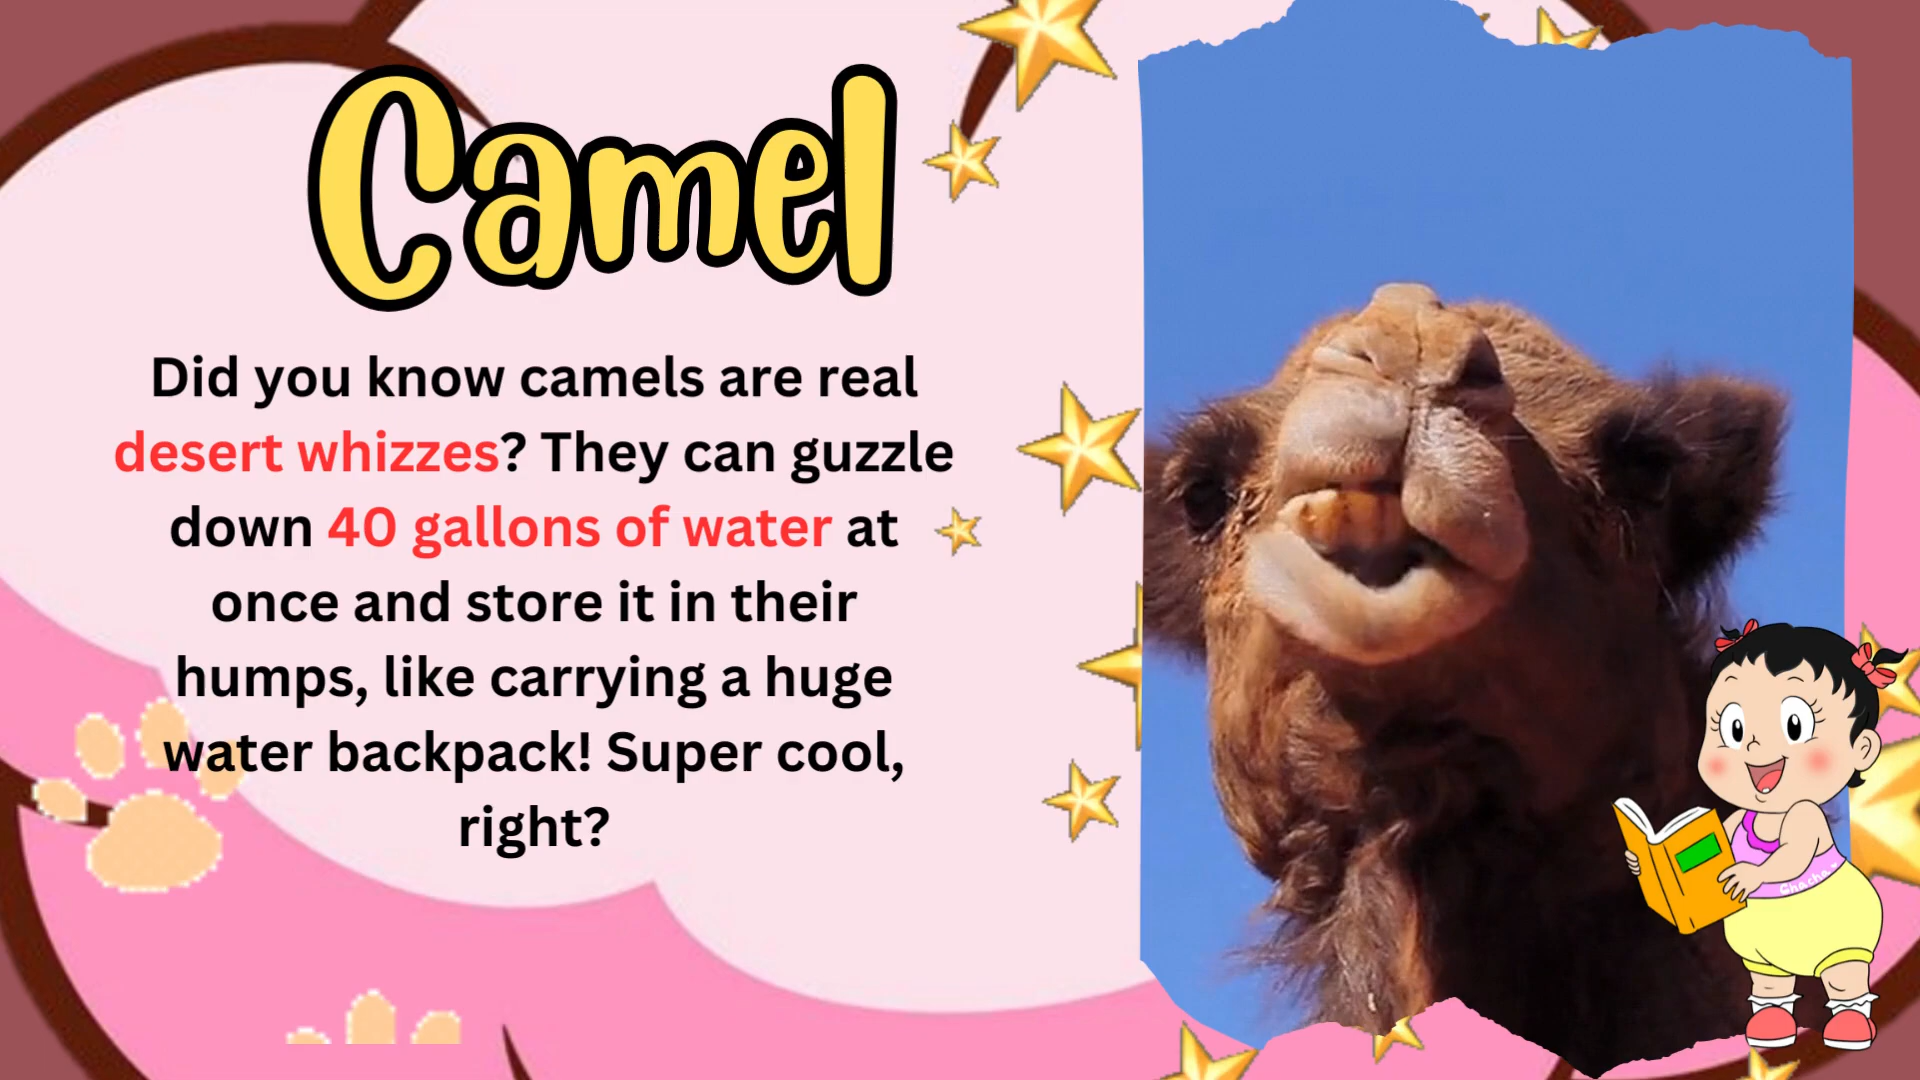 Camel
Did you know camels are real
desert whizzes? They can guzzle
down 40 gallons of water at
once and store it in their
humps, like carrying a huge
water backpack! Super cool,
right?
Chacha